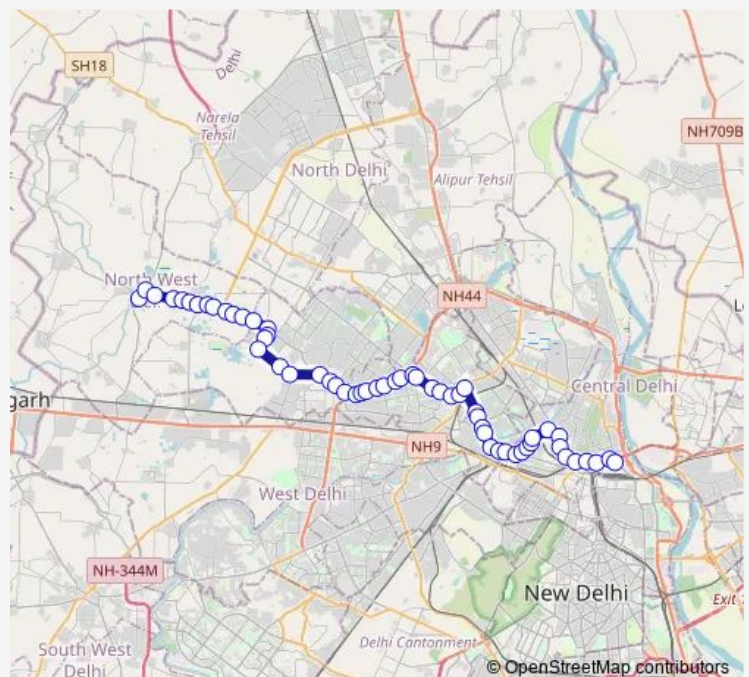 SH18
Delhi
Narela
Tehsil
NH709B
North Delhi
Alipur Tehsil
North West
NH44
Central Delhi
garh
NH9
West Delhi
NH-344M
New Delhi
Exit
Delhi Cantonment
South West
Delhi
© OpenStreetMap contributors